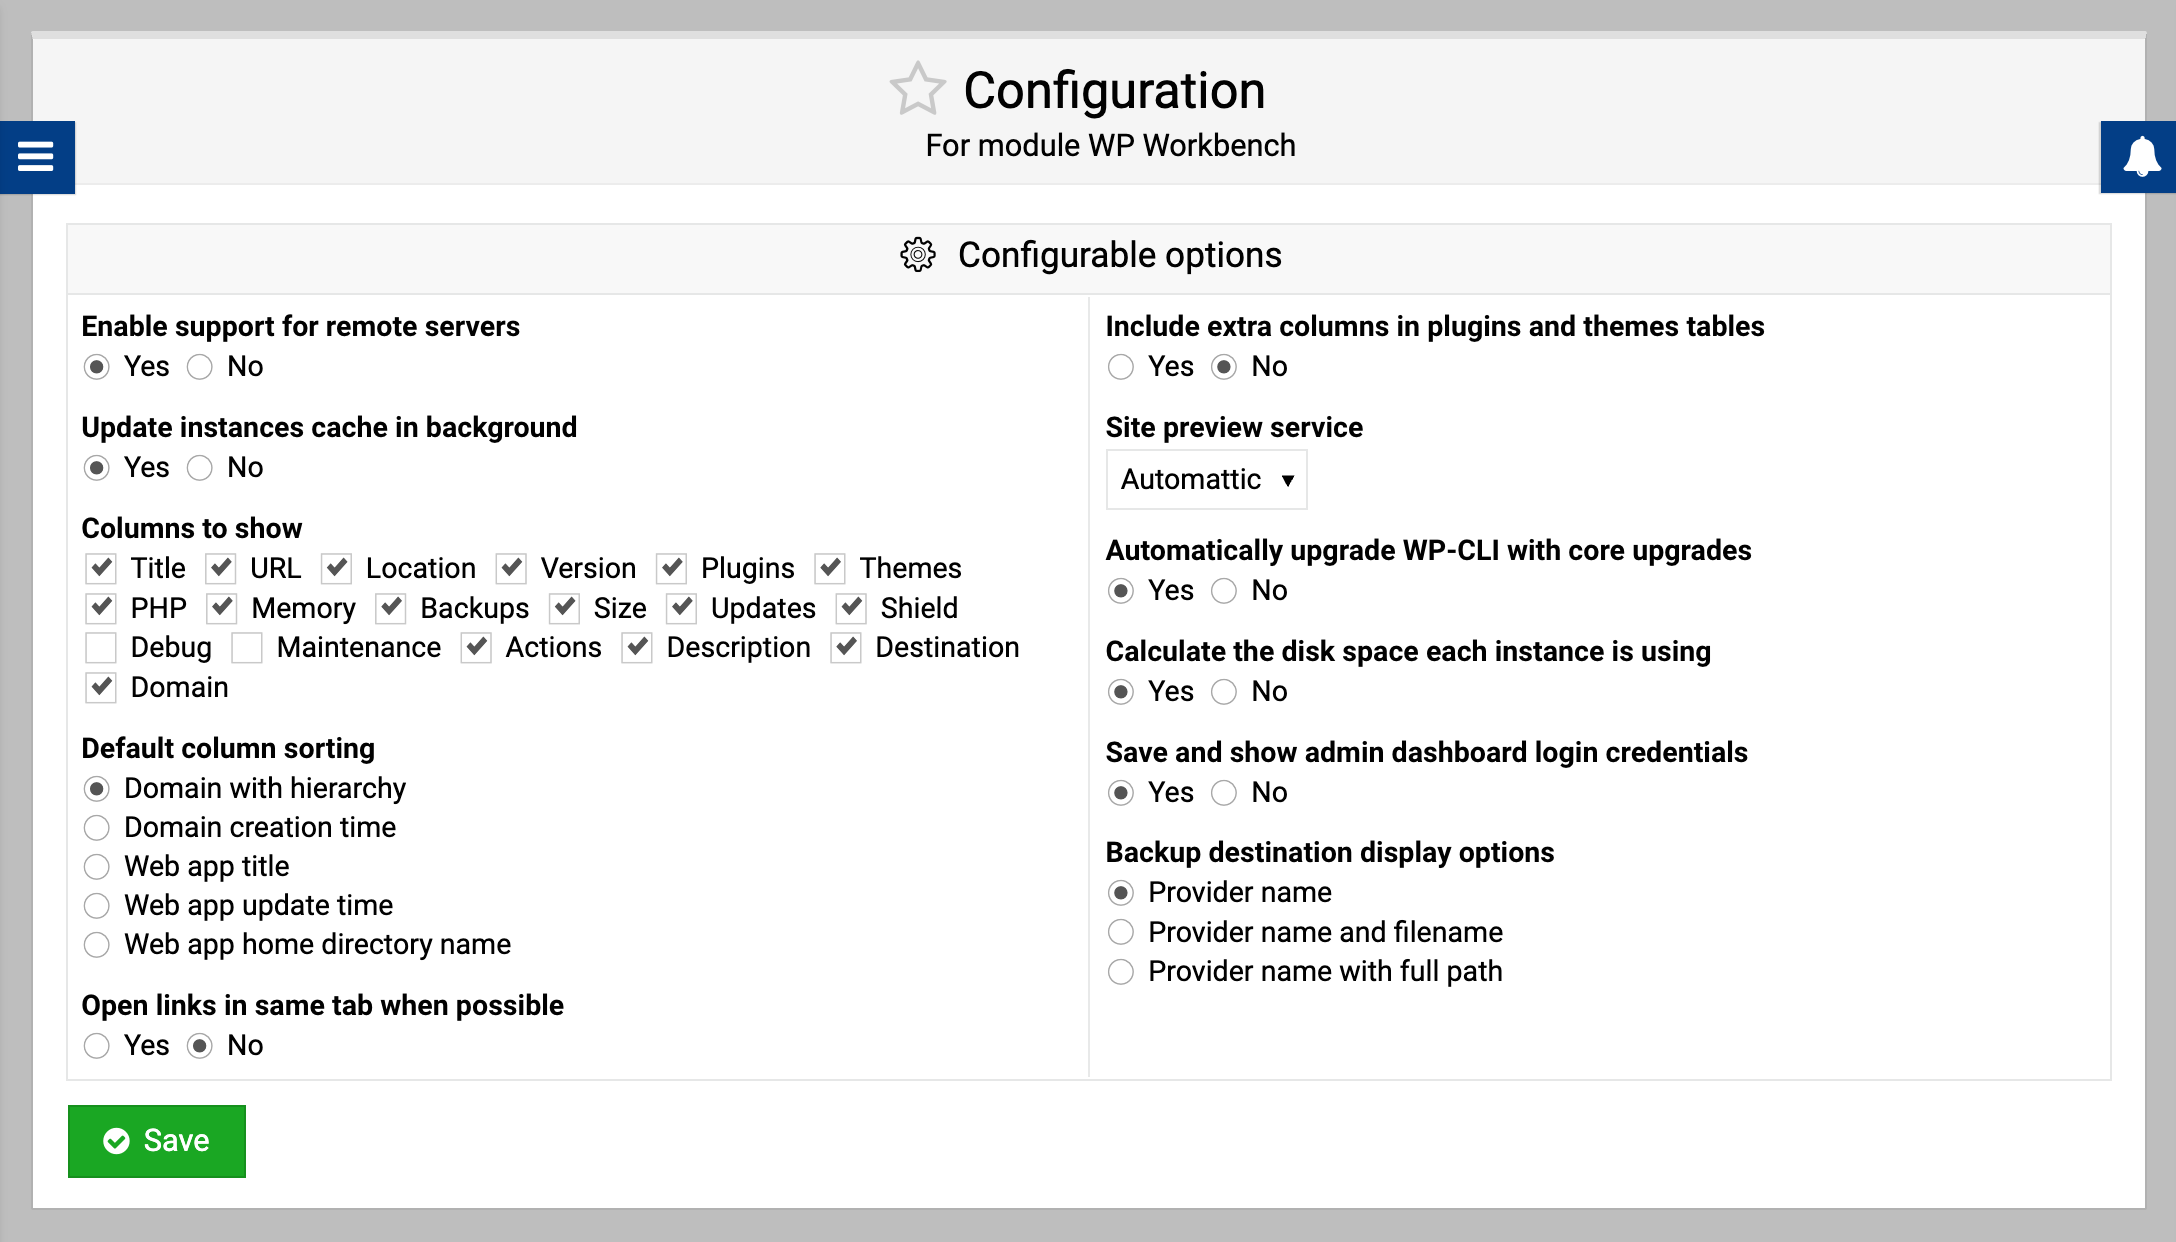 Configuration
For module WP Workbench
Configurable options
Enable support for remote servers
Yes No
Update instances cache in background
Yes No
Columns to show
Title URL Location Version Plugins Themes
PHP Memory Backups Size Updates Shield
Debug Maintenance Actions Description Destination
Domain
Default column sorting
Domain with hierarchy
Domain creation time
Web app title
Web app update time
Web app home directory name
Open links in same tab when possible
Yes No
Include extra columns in plugins and themes tables
Yes No
Site preview service
Automattic
Automatically upgrade WP-CLI with core upgrades
Yes No
Calculate the disk space each instance is using
Yes No
Save and show admin dashboard login credentials
Yes No
Backup destination display options
Provider name
Provider name and filename
Provider name with full path
Save